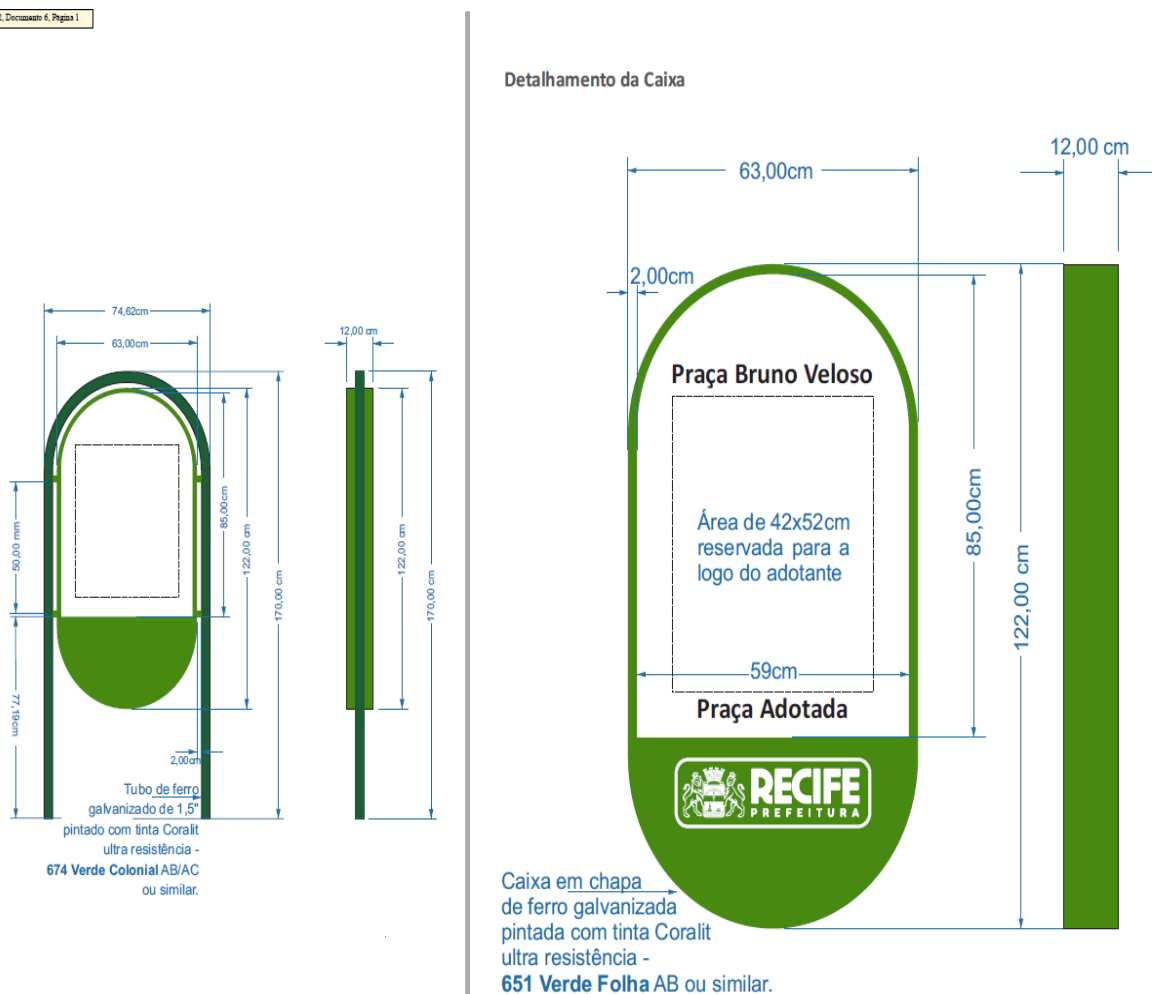 , Documento 6, Página 1
74,62cm
63,00cm
12,00 cm
50,00 mm
85,00cm
122,00 cm
170,00 cm
122,00 cm
170,00 cm
77,19cm
2,00cm
Tubo de ferro
galvanizado de 1,5"
pintado com tinta Coralit
ultra resistência -
674 Verde Colonial AB/AC
ou similar.
Detalhamento da Caixa
63,00cm
12,00 cm
2,00cm
Praça Bruno Veloso
Área de 42x52cm
reservada para a
logo do adotante
85,00cm
122,00 cm
59cm
Praça Adotada
RECIFE
PREFEITURA
Caixa em chapa
de ferro galvanizada
pintada com tinta Coralit
ultra resistência -
651 Verde Folha AB ou similar.